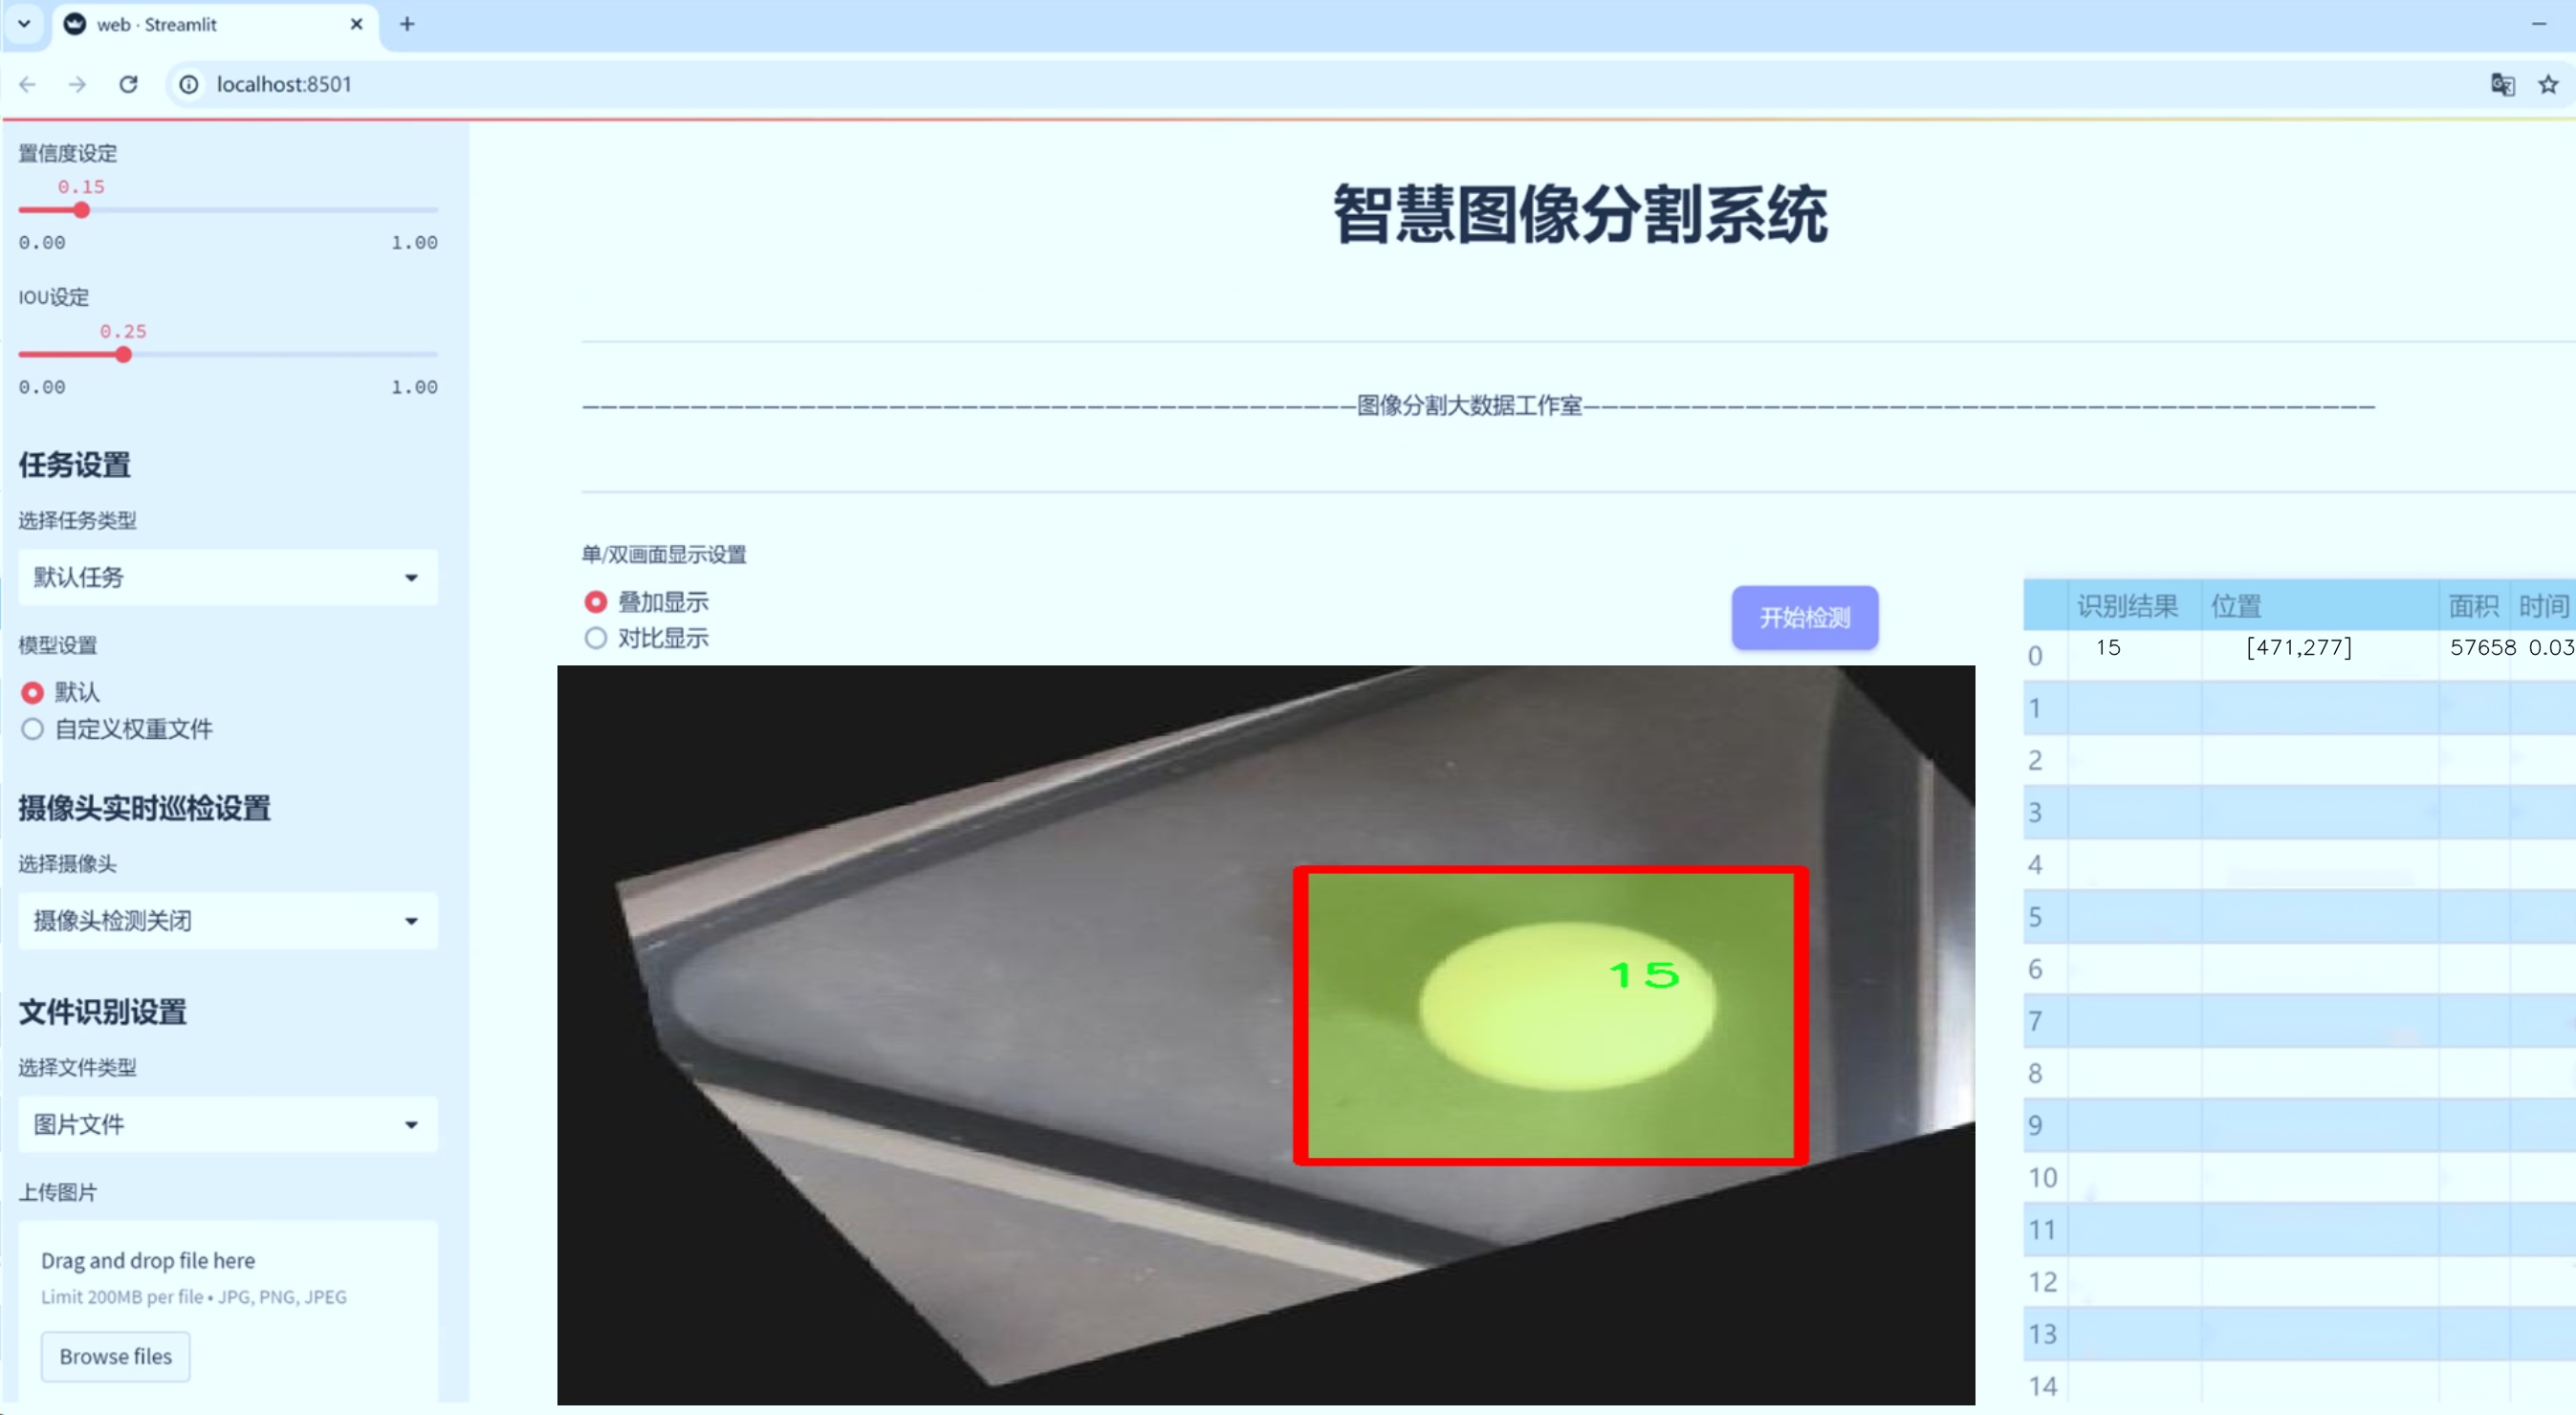 web · Streamlit
localhost:8501
置信度设定
0.15
0.00 1.00
IOU设定
0.25
0.00 1.00
任务设置
选择任务类型
默认任务
模型设置
默认
自定义权重文件
摄像头实时巡检设置
选择摄像头
摄像头检测关闭
文件识别设置
选择文件类型
图片文件
上传图片
Drag and drop file here
Limit 200MB per file • JPG, PNG, JPEG
Browse files
智慧图像分割系统
———————————————————————————————————————————图像分割大数据工作室————————————————————————————————————————————
单/双画面显示设置
叠加显示
对比显示
开始检测
15
识别结果 位置 面积 时间
0 15 [471,277] 57658 0.03
1
2
3
4
5
6
7
8
9
10
11
12
13
14